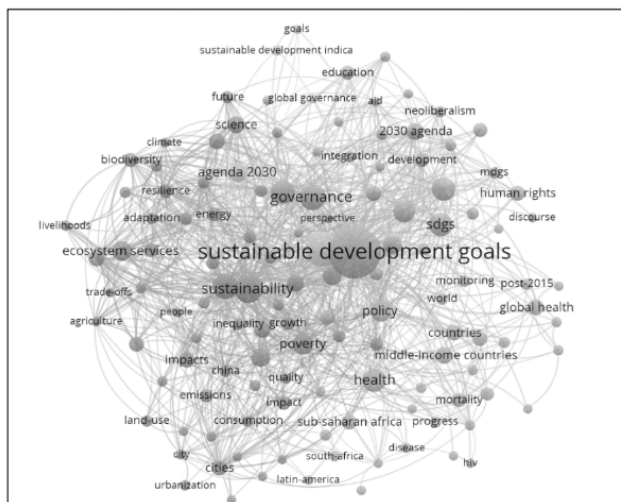 goals
sustainable development indica
education
future
global governance
aid
neoliberalism
science
2030 agenda
climate
biodiversity
integration
development
agenda 2030
mdgs
resilience
energy
governance
human rights
livelihoods
adaptation
perspective
sdgs
discourse
ecosystem services
sustainable development goals
trade-offs
sustainability
monitoring
post-2015
world
global health
agriculture
people
policy
inequality
growth
countries
poverty
impacts
china
middle-income countries
quality
health
emissions
impact
mortality
land-use
consumption
sub-saharan africa
progress
city
cities
south-africa
disease
hiv
urbanization
latin-america